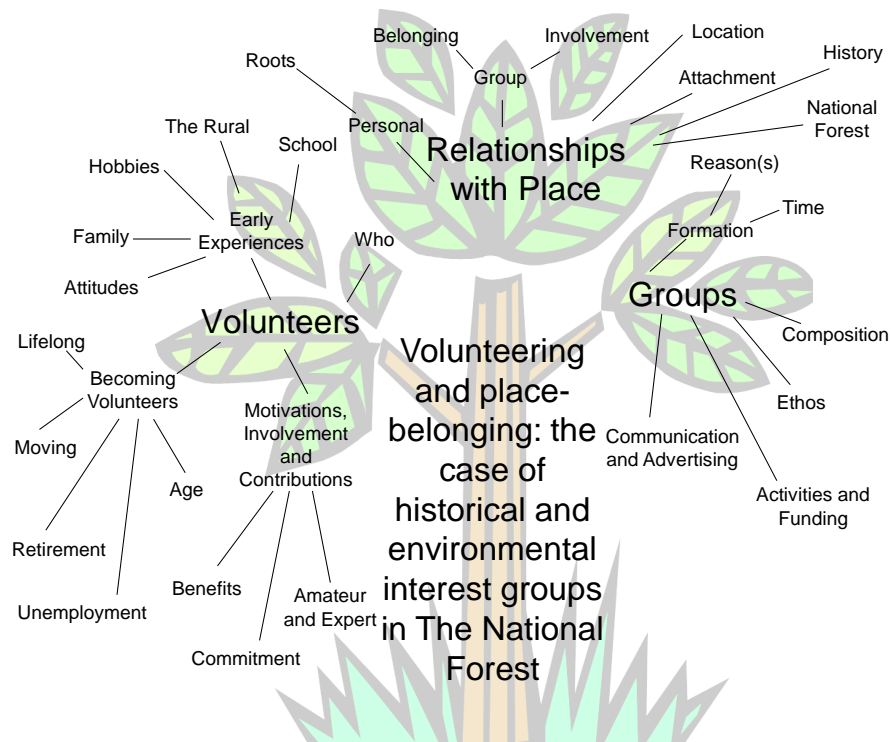 Belonging
Involvement
Location
Roots
Group
History
Attachment
National
Forest
The Rural
Personal
School
Relationships
with Place
Reason(s)
Hobbies
Early
Experiences
Time
Formation
Family
Who
Attitudes
Groups
Volunteers
Composition
Lifelong
Becoming
Volunteers
Volunteering
and place-
belonging: the
case of
historical and
environmental
interest groups
in The National
Forest
Motivations,
Involvement
and
Contributions
Ethos
Moving
Communication
and Advertising
Age
Activities and
Funding
Retirement
Benefits
Amateur
and Expert
Unemployment
Commitment